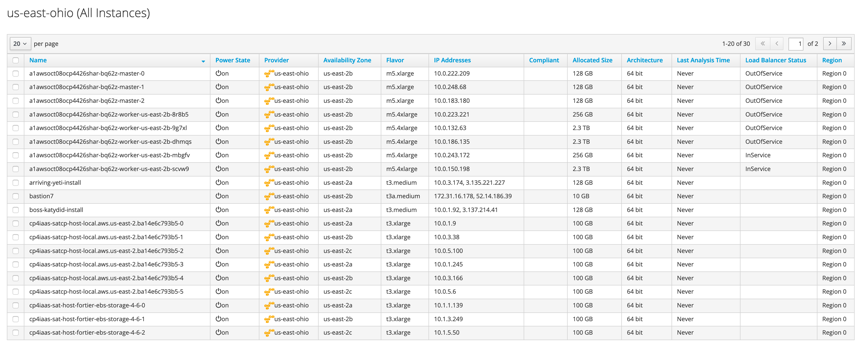 us-east-ohio (All Instances)
20 per page 1-20 of 30 « ‹ 1 of 2 › »
Name Power State Provider Availability Zone Flavor IP Addresses Compliant Allocated Size Architecture Last Analysis Time Load Balancer Status Region
a1awsoct08ocp4426shar-bq62z-master-0 on us-east-ohio us-east-2b m5.xlarge 10.0.222.209 128 GB 64 bit Never OutOfService Region 0
a1awsoct08ocp4426shar-bq62z-master-1 on us-east-ohio us-east-2b m5.xlarge 10.0.248.68 128 GB 64 bit Never OutOfService Region 0
a1awsoct08ocp4426shar-bq62z-master-2 on us-east-ohio us-east-2b m5.xlarge 10.0.183.180 128 GB 64 bit Never OutOfService Region 0
a1awsoct08ocp4426shar-bq62z-worker-us-east-2b-8r8b5 on us-east-ohio us-east-2b m5.4xlarge 10.0.223.221 256 GB 64 bit Never OutOfService Region 0
a1awsoct08ocp4426shar-bq62z-worker-us-east-2b-9g7xl on us-east-ohio us-east-2b m5.4xlarge 10.0.132.63 2.3 TB 64 bit Never OutOfService Region 0
a1awsoct08ocp4426shar-bq62z-worker-us-east-2b-dhmqs on us-east-ohio us-east-2b m5.4xlarge 10.0.186.135 2.3 TB 64 bit Never OutOfService Region 0
a1awsoct08ocp4426shar-bq62z-worker-us-east-2b-mbgfv on us-east-ohio us-east-2b m5.4xlarge 10.0.243.172 256 GB 64 bit Never InService Region 0
a1awsoct08ocp4426shar-bq62z-worker-us-east-2b-scvw9 on us-east-ohio us-east-2b m5.4xlarge 10.0.150.198 2.3 TB 64 bit Never InService Region 0
arriving-yeti-install on us-east-ohio us-east-2a t3.medium 10.0.3.174, 3.135.221.227 128 GB 64 bit Never Region 0
bastion7 on us-east-ohio us-east-2b t3a.medium 172.31.16.178, 52.14.186.39 10 GB 64 bit Never Region 0
boss-katydid-install on us-east-ohio us-east-2a t3.medium 10.0.1.92, 3.137.214.41 128 GB 64 bit Never Region 0
cp4iaas-satcp-host-local.aws.us-east-2.ba14e6c793b5-0 on us-east-ohio us-east-2a t3.xlarge 10.0.1.9 100 GB 64 bit Never Region 0
cp4iaas-satcp-host-local.aws.us-east-2.ba14e6c793b5-1 on us-east-ohio us-east-2b t3.xlarge 10.0.3.38 100 GB 64 bit Never Region 0
cp4iaas-satcp-host-local.aws.us-east-2.ba14e6c793b5-2 on us-east-ohio us-east-2c t3.xlarge 10.0.5.100 100 GB 64 bit Never Region 0
cp4iaas-satcp-host-local.aws.us-east-2.ba14e6c793b5-3 on us-east-ohio us-east-2a t3.xlarge 10.0.1.245 100 GB 64 bit Never Region 0
cp4iaas-satcp-host-local.aws.us-east-2.ba14e6c793b5-4 on us-east-ohio us-east-2b t3.xlarge 10.0.3.166 100 GB 64 bit Never Region 0
cp4iaas-satcp-host-local.aws.us-east-2.ba14e6c793b5-5 on us-east-ohio us-east-2c t3.xlarge 10.0.5.6 100 GB 64 bit Never Region 0
cp4iaas-sat-host-fortier-ebs-storage-4-6-0 on us-east-ohio us-east-2a t3.xlarge 10.1.1.139 100 GB 64 bit Never Region 0
cp4iaas-sat-host-fortier-ebs-storage-4-6-1 on us-east-ohio us-east-2b t3.xlarge 10.1.3.249 100 GB 64 bit Never Region 0
cp4iaas-sat-host-fortier-ebs-storage-4-6-2 on us-east-ohio us-east-2c t3.xlarge 10.1.5.50 100 GB 64 bit Never Region 0